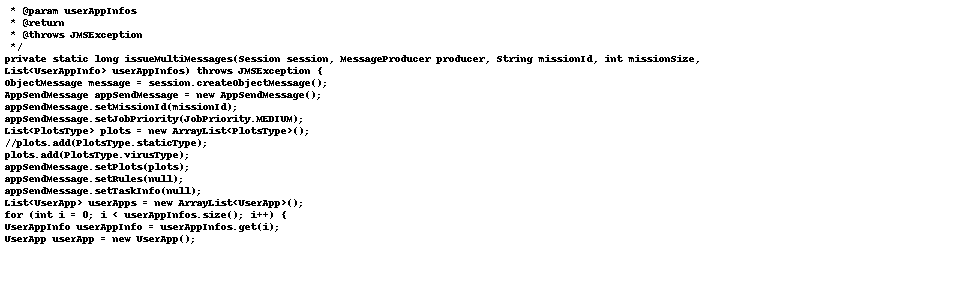 * @param userAppInfos
* @return
* @throws JMSException
*/
private static long issueMultiMessages(Session session, MessageProducer producer, String missionId, int missionSize,
List<UserAppInfo> userAppInfos) throws JMSException {
ObjectMessage message = session.createObjectMessage();
AppSendMessage appSendMessage = new AppSendMessage();
appSendMessage.setMissionId(missionId);
appSendMessage.setJobPriority(JobPriority.MEDIUM);
List<PlotsType> plots = new ArrayList<PlotsType>();
//plots.add(PlotsType.staticType);
plots.add(PlotsType.virusType);
appSendMessage.setPlots(plots);
appSendMessage.setRules(null);
appSendMessage.setTaskInfo(null);
List<UserApp> userApps = new ArrayList<UserApp>();
for (int i = 0; i < userAppInfos.size(); i++) {
UserAppInfo userAppInfo = userAppInfos.get(i);
UserApp userApp = new UserApp();